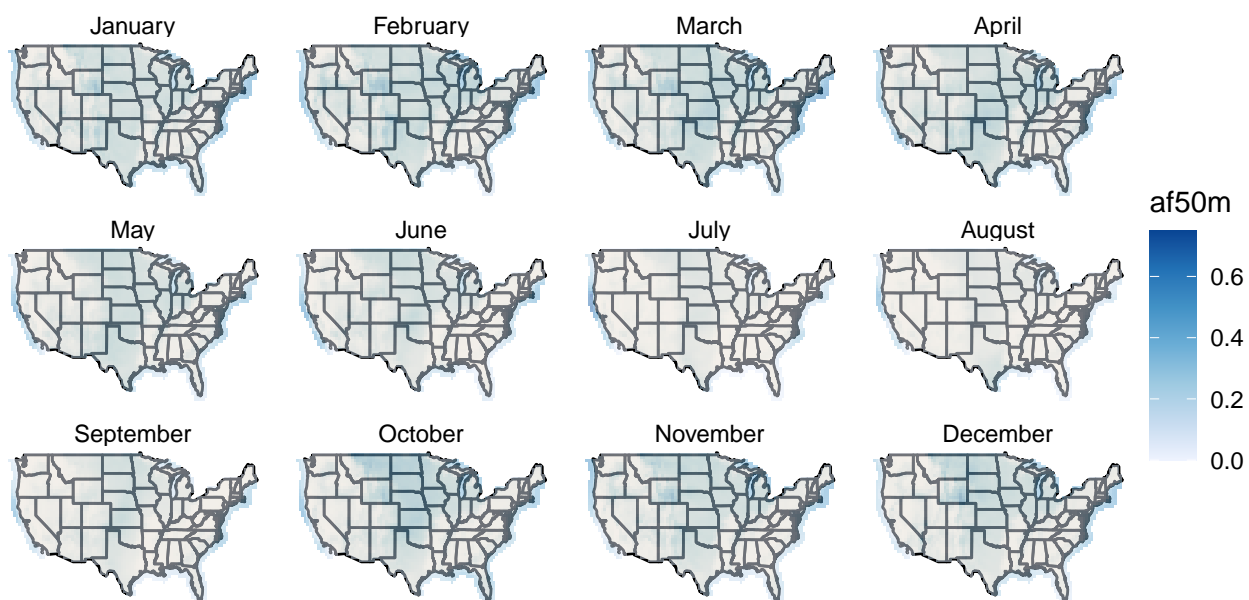 January
February
March
April
May
June
July
August
September
October
November
December
af50m
0.6
0.4
0.2
0.0